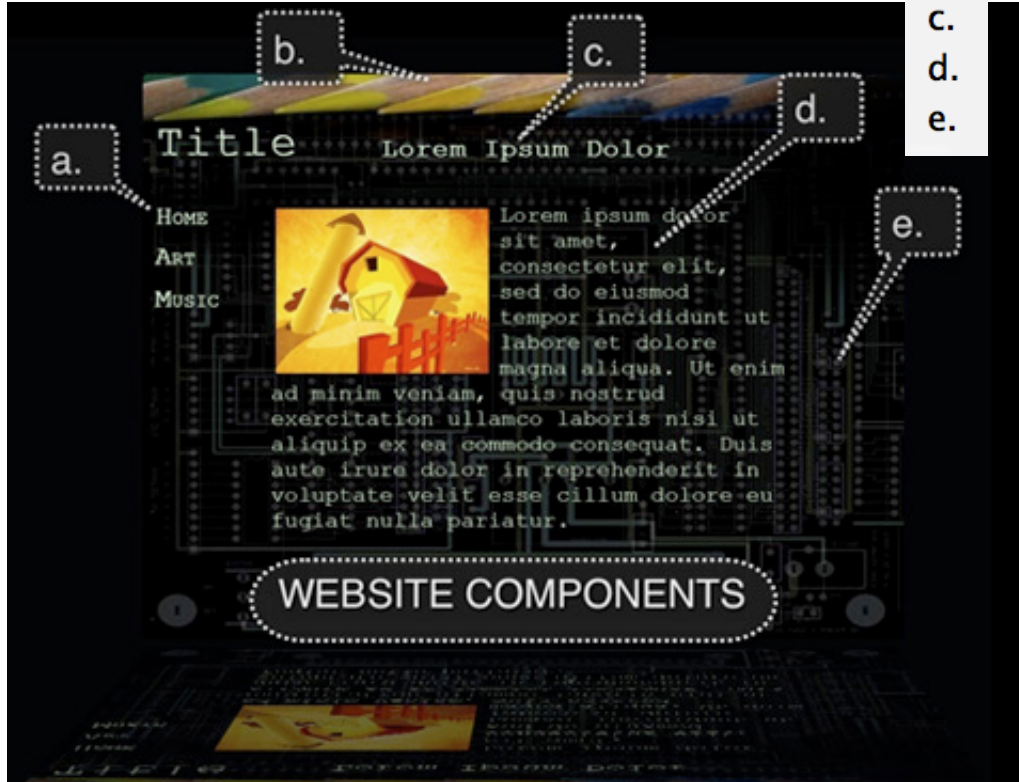 c.
d.
e.
b.
c.
d.
a.
e.
Title
Lorem Ipsum Dolor
Home
Art
Music
Lorem ipsum dolor
sit amet,
consectetur elit,
sed do eiusmod
tempor incididunt ut
labore et dolore
magna aliqua. Ut enim
ad minim veniam, quis nostrud
exercitation ullamco laboris nisi ut
aliquip ex ea commodo consequat. Duis
aute irure dolor in reprehenderit in
voluptate velit esse cillum dolore eu
fugiat nulla pariatur.
WEBSITE COMPONENTS